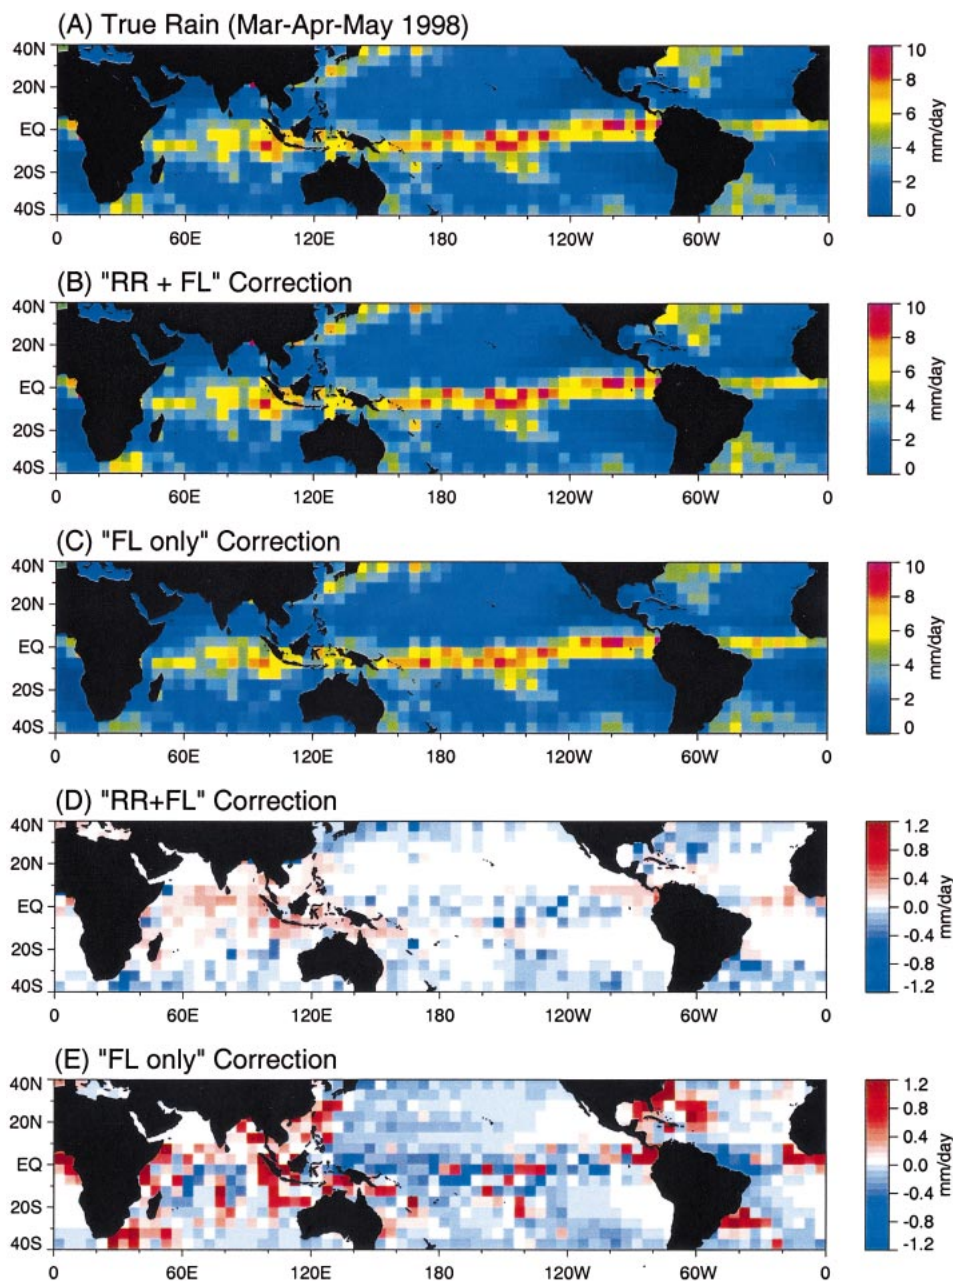 (A) True Rain (Mar-Apr-May 1998)
40N
20N
EQ
20S
40S
0 60E 120E 180 120W 60W 0
10
8
6
4
2
0
mm/day
(B) "RR + FL" Correction
40N
20N
EQ
20S
40S
0 60E 120E 180 120W 60W 0
10
8
6
4
2
0
mm/day
(C) "FL only" Correction
40N
20N
EQ
20S
40S
0 60E 120E 180 120W 60W 0
10
8
6
4
2
0
mm/day
(D) "RR+FL" Correction
40N
20N
EQ
20S
40S
0 60E 120E 180 120W 60W 0
1.2
0.8
0.4
0.0
-0.4
-0.8
-1.2
mm/day
(E) "FL only" Correction
40N
20N
EQ
20S
40S
0 60E 120E 180 120W 60W 0
1.2
0.8
0.4
0.0
-0.4
-0.8
-1.2
mm/day